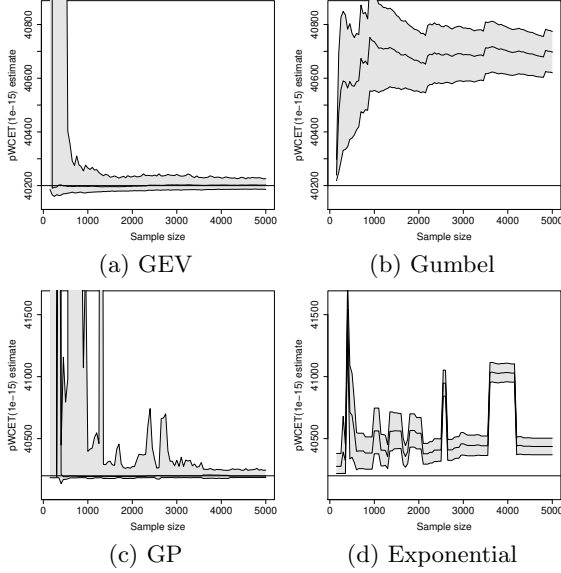 40800
40600
40400
40200
pWCET(1e−15) estimate
0 1000 2000 3000 4000 5000
Sample size
(a) GEV
40800
40600
40400
40200
pWCET(1e−15) estimate
0 1000 2000 3000 4000 5000
Sample size
(b) Gumbel
41500
41000
40500
pWCET(1e−15) estimate
0 1000 2000 3000 4000 5000
Sample size
(c) GP
41500
41000
40500
pWCET(1e−15) estimate
0 1000 2000 3000 4000 5000
Sample size
(d) Exponential